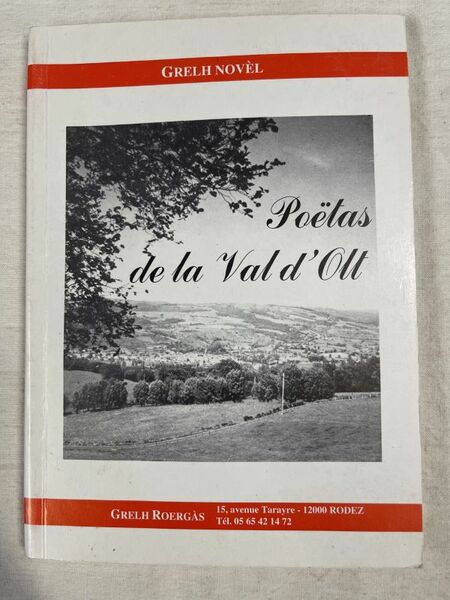 GRELH NOVÈL
Poëtas
de la Val d'Olt
GRELH ROERGÀS
15, avenue Tarayre - 12000 RODEZ
Tél. 05 65 42 14 72